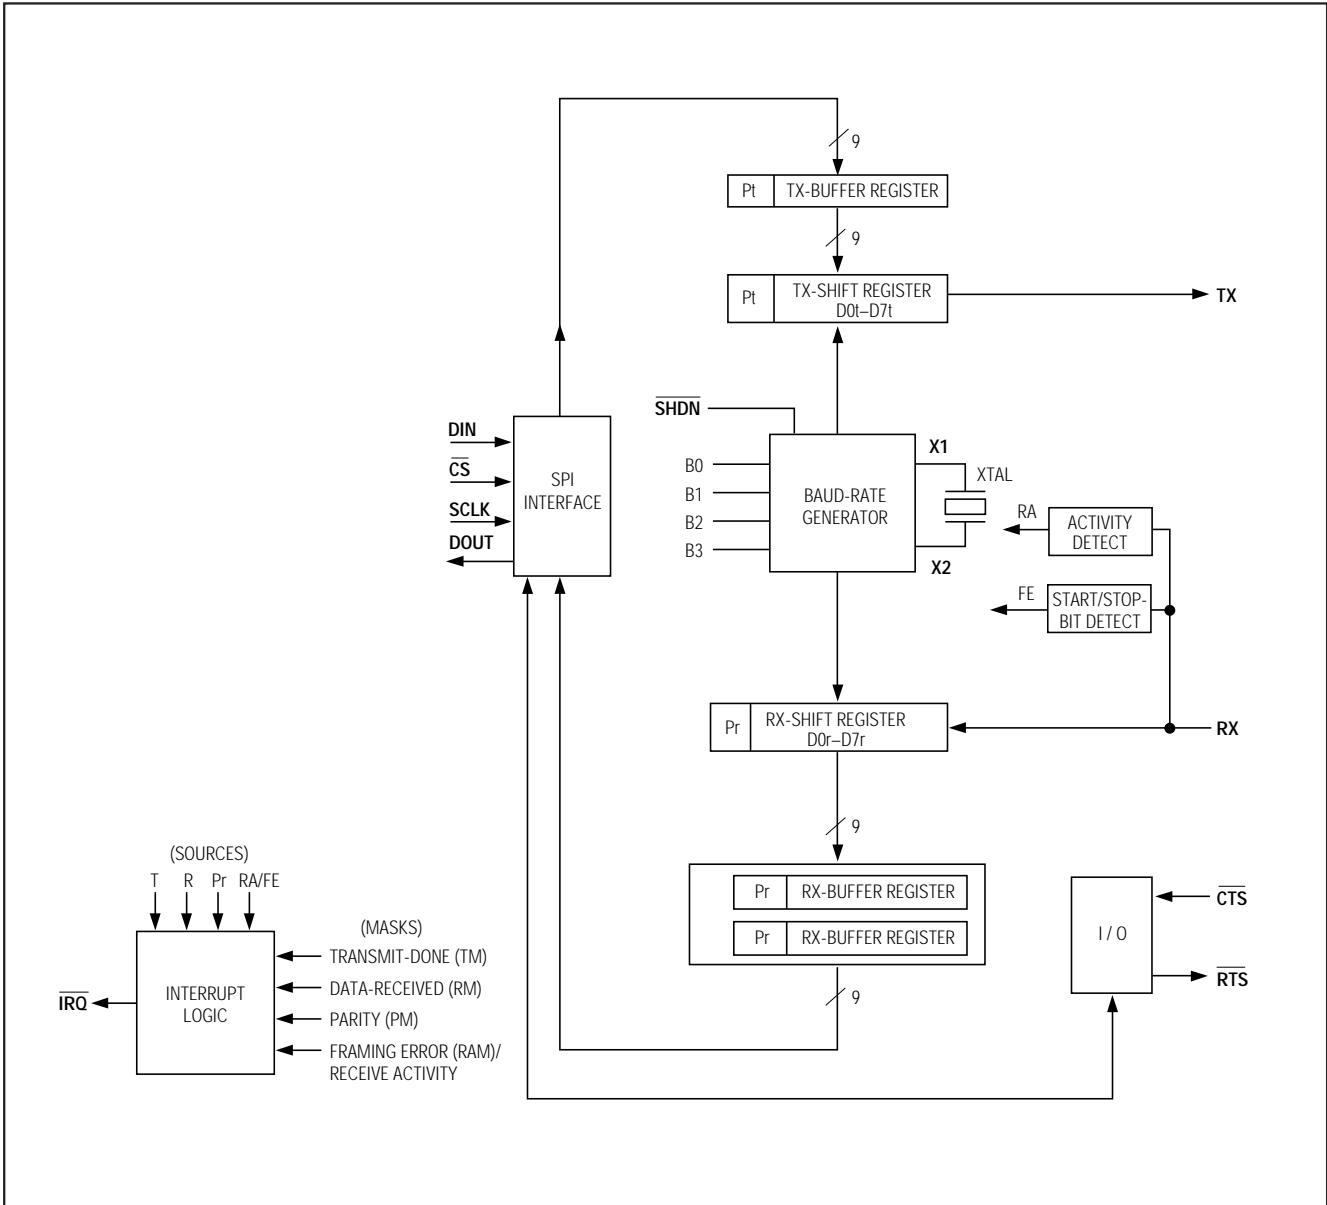 9
Pt TX-BUFFER REGISTER
9
Pt TX-SHIFT REGISTER
D0t–D7t
TX
SHDN
DIN
CS
SCLK
DOUT
SPI
INTERFACE
B0
B1
B2
B3
BAUD-RATE
GENERATOR
X1
XTAL
X2
RA
ACTIVITY
DETECT
FE
START/STOP-
BIT DETECT
Pr RX-SHIFT REGISTER
D0r–D7r
RX
9
Pr RX-BUFFER REGISTER
Pr RX-BUFFER REGISTER
9
I / O
CTS
RTS
(SOURCES)
T R Pr RA/FE
(MASKS)
TRANSMIT-DONE (TM)
DATA-RECEIVED (RM)
PARITY (PM)
FRAMING ERROR (RAM)/
RECEIVE ACTIVITY
INTERRUPT
LOGIC
IRQ